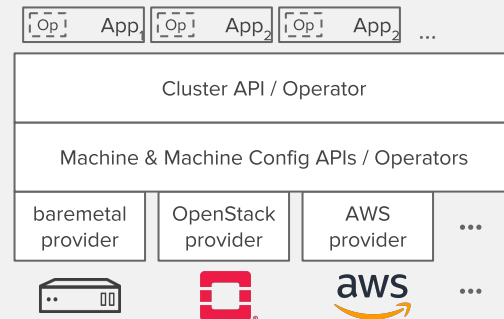 Op App1 Op App2 Op App2 ...
Cluster API / Operator
Machine & Machine Config APIs / Operators
baremetal provider
OpenStack provider
AWS provider
...
aws
®
...